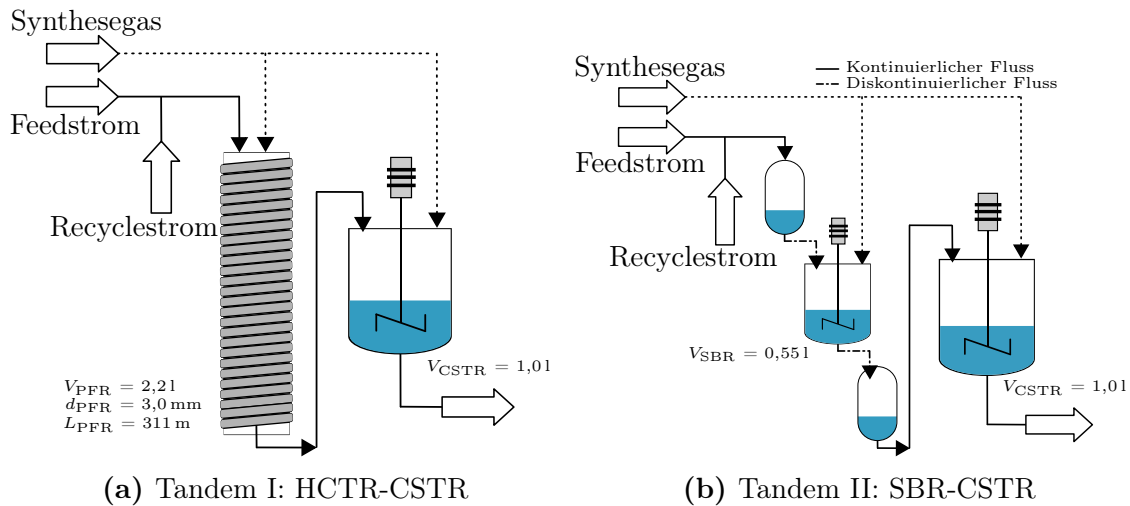 Synthesegas
Feedstrom
Recyclestrom
V_PFR = 2,2 l
d_PFR = 3,0 mm
L_PFR = 311 m
V_CSTR = 1,0 l
(a) Tandem I: HCTR-CSTR
Kontinuierlicher Fluss
Diskontinuierlicher Fluss
Synthesegas
Feedstrom
Recyclestrom
V_SBR = 0,55 l
V_CSTR = 1,0 l
(b) Tandem II: SBR-CSTR